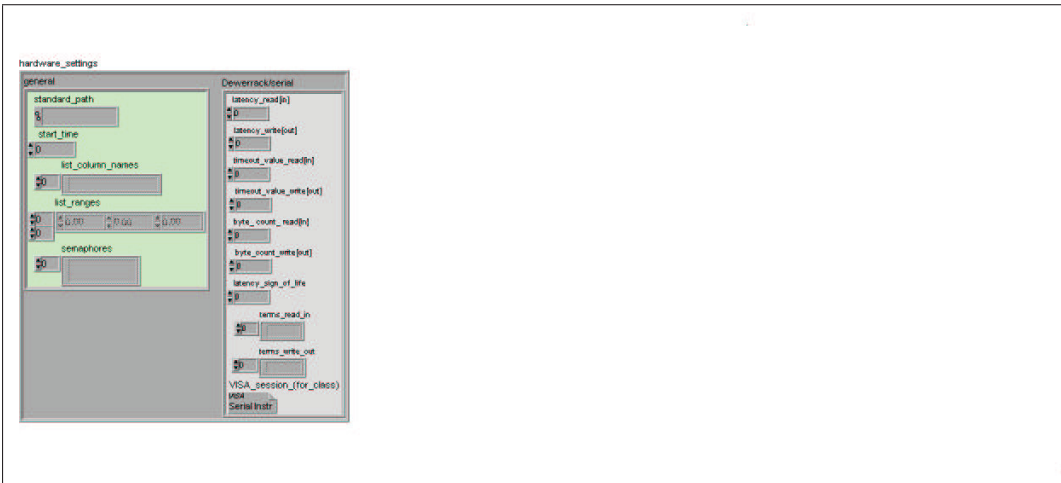 hardware_settings
general
standard_path
%
start_time
0
list_column_names
0
list_ranges
0 0,00 0,00 0,00
0
semaphores
0
Dewerrack/serial
latency_read[in]
0
latency_write[out]
0
timeout_value_read[in]
0
timeout_value_write[out]
0
byte_count_read[in]
0
byte_count_write[out]
0
latency_sign_of_life
0
terms_read_in
0
terms_write_out
0
VISA_session_(for_class)
VISA
Serial Instr